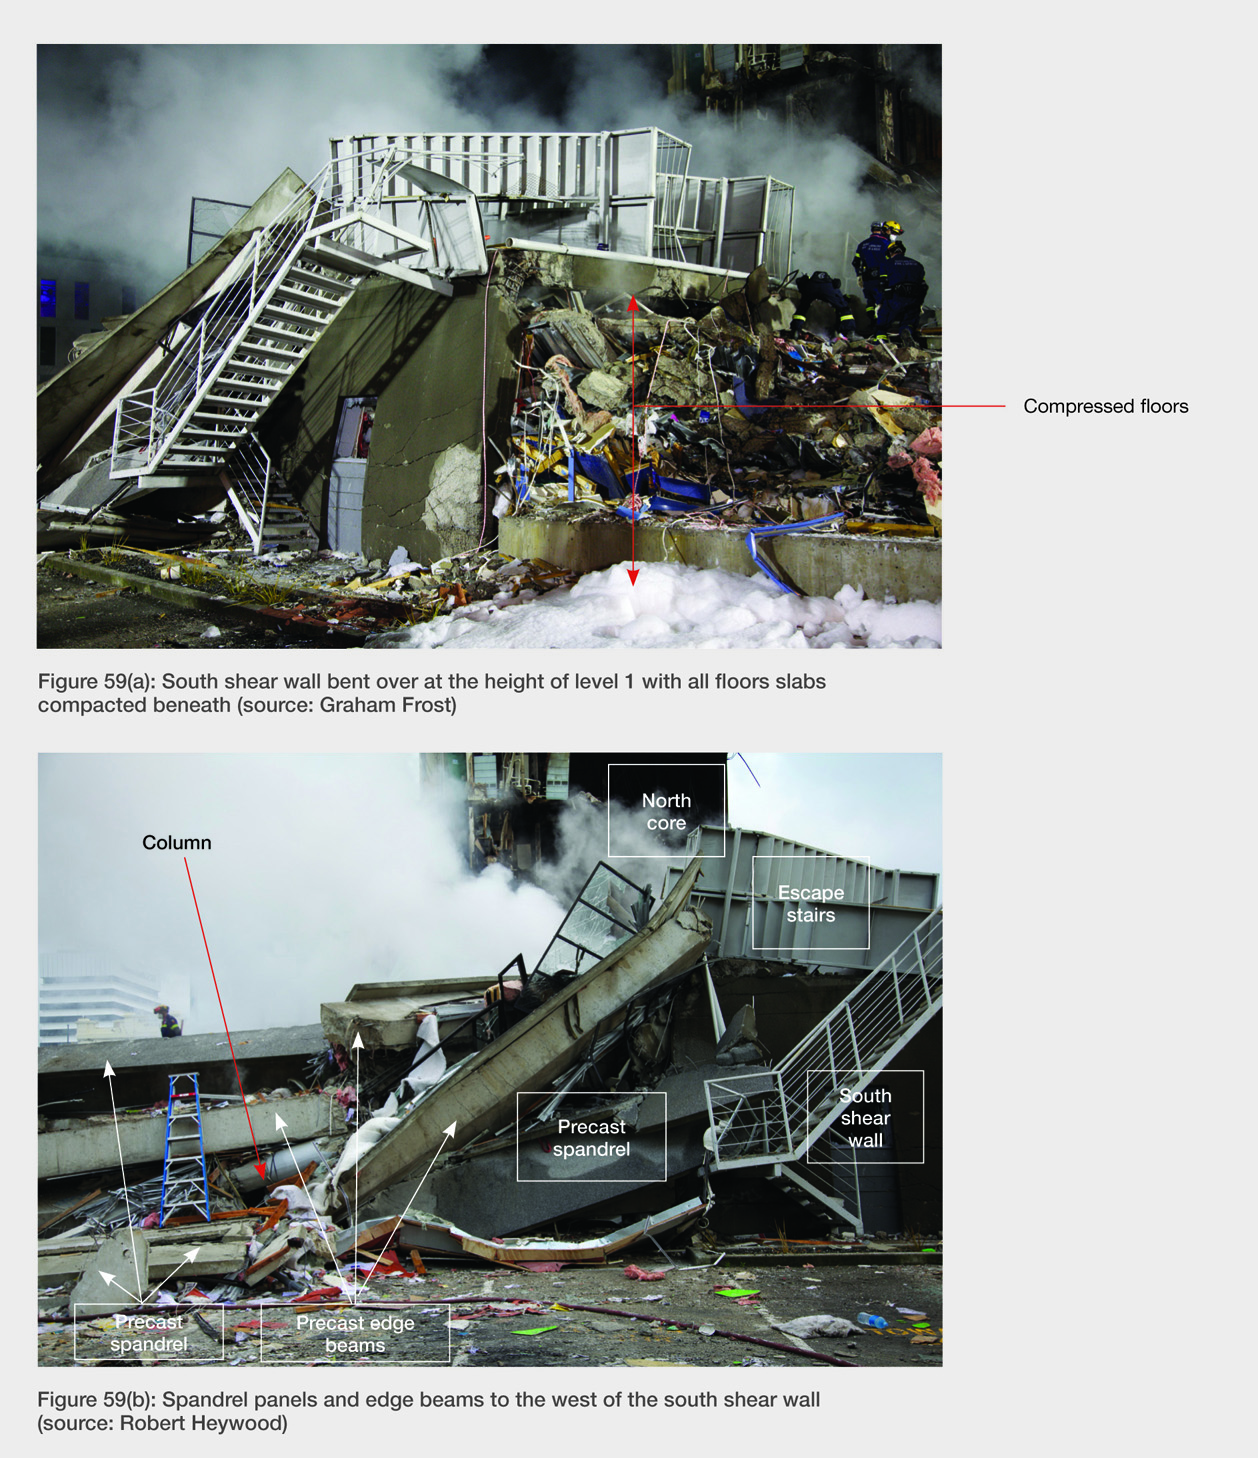 Compressed floors
Figure 59(a): South shear wall bent over at the height of level 1 with all floors slabs
compacted beneath (source: Graham Frost)
North
core
Column
Escape
stairs
South
shear
wall
Precast
spandrel
Precast
spandrel
Precast edge
beams
Figure 59(b): Spandrel panels and edge beams to the west of the south shear wall
(source: Robert Heywood)